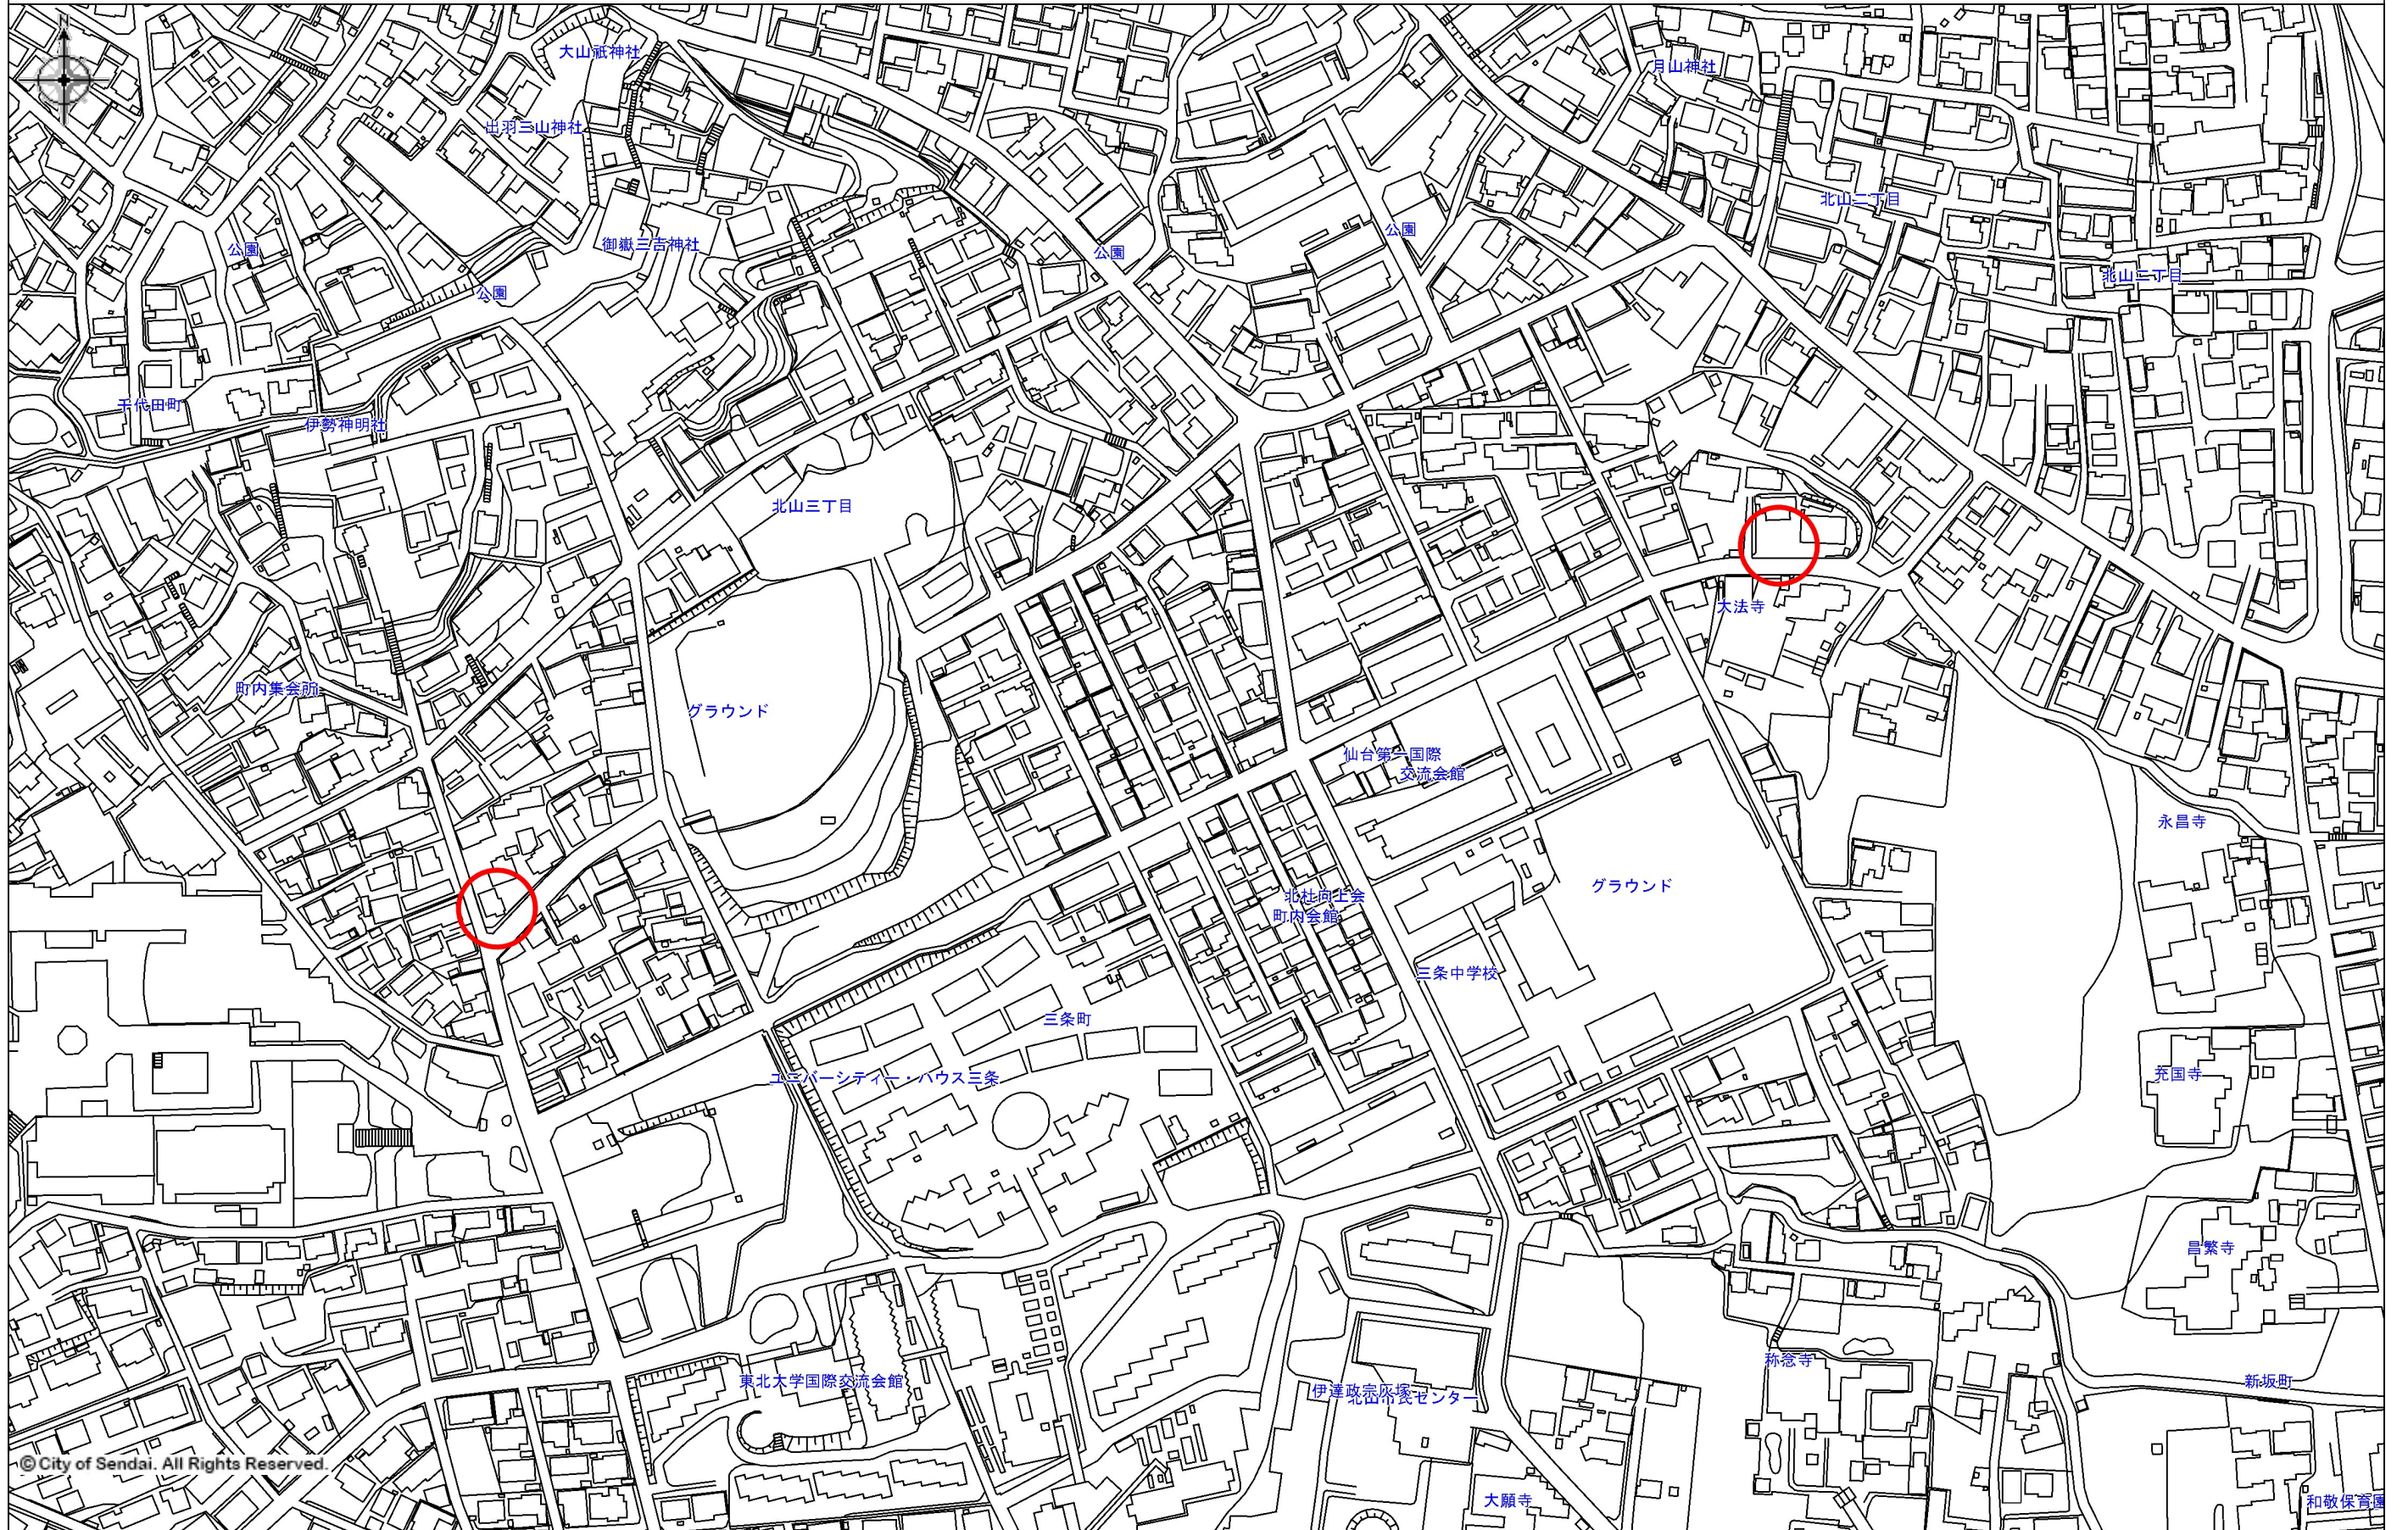 N
大山祇神社
月山神社
出羽三山神社
北山二丁目
公園
御嶽三吉神社
公園
公園
北山二丁目
公園
千代田町
伊勢神明社
北山三丁目
大法寺
町内集会所
グラウンド
仙台第一国際
交流会館
永昌寺
グラウンド
北杜向上会
町内会館
三条中学校
三条町
充国寺
ユニバーシティー・ハウス三条
昌繁寺
称念寺
東北大学国際交流会館
新坂町
伊達政宗灰塚
北山市民センター
©City of Sendai. All Rights Reserved.
大願寺
和敬保育園